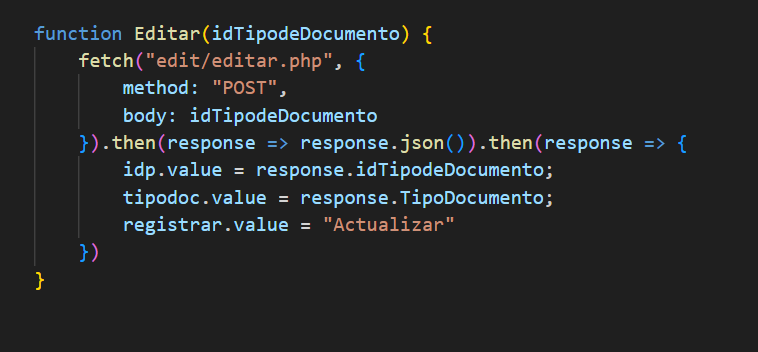 function Editar(idTipodeDocumento) {
    fetch("edit/editar.php", {
        method: "POST",
        body: idTipodeDocumento
    }).then(response => response.json()).then(response => {
        idp.value = response.idTipodeDocumento;
        tipodoc.value = response.TipoDocumento;
        registrar.value = "Actualizar"
    })
}